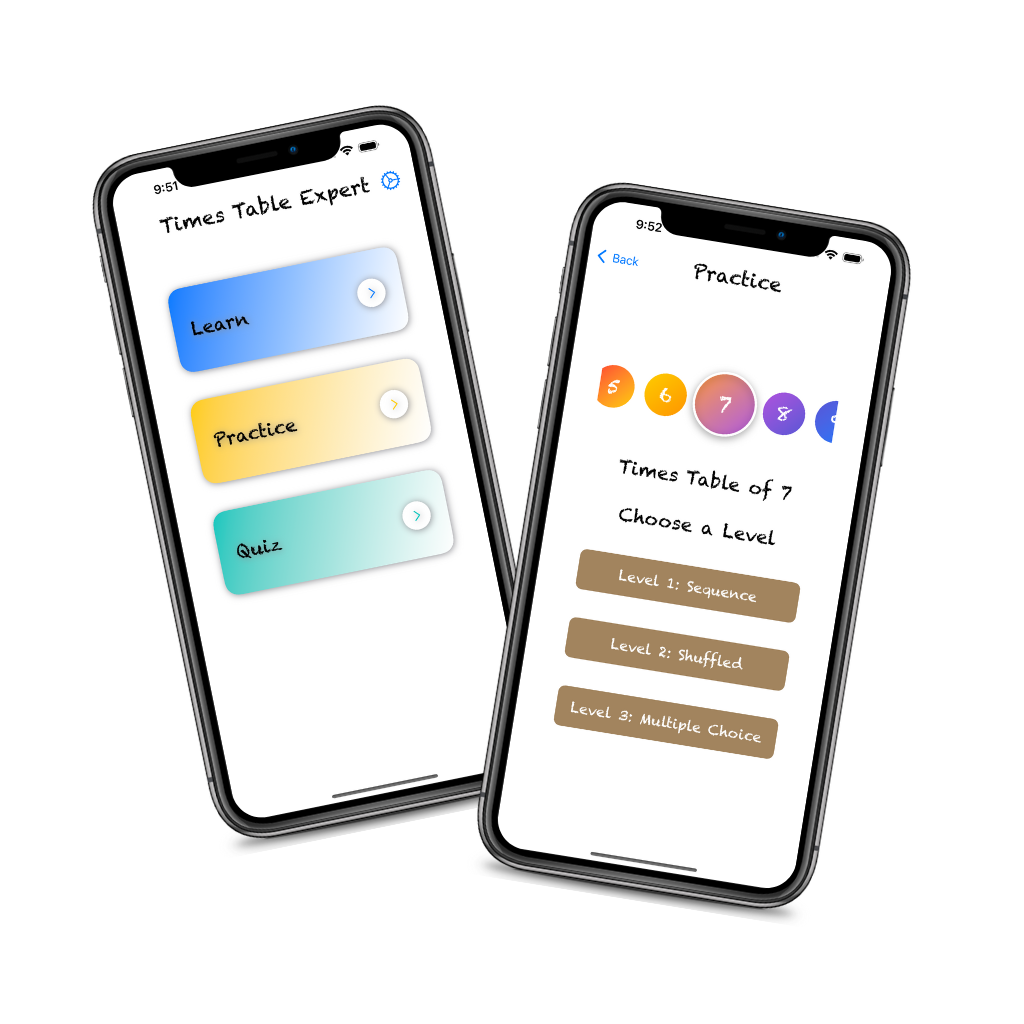 9:51
Times Table Expert
Learn
Practice
Quiz
9:52
Back
Practice
5 6 7 8
Times Table of 7
Choose a Level
Level 1: Sequence
Level 2: Shuffled
Level 3: Multiple Choice